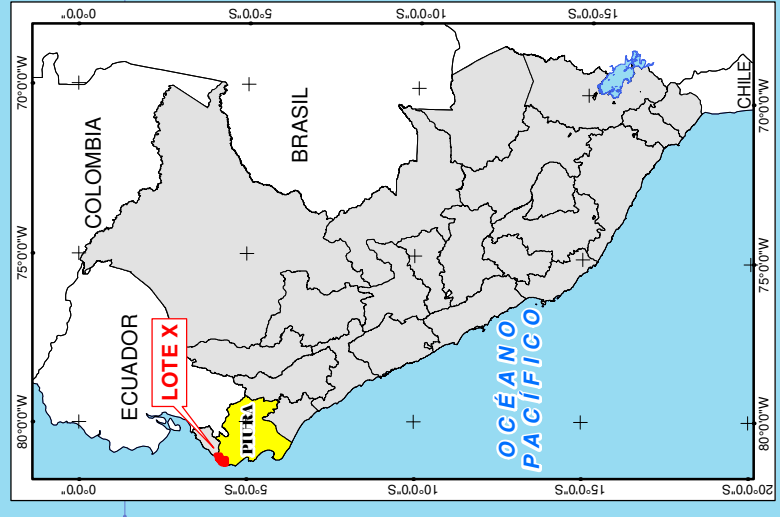 0°0'0"
5°0'0"S
10°0'0"S
15°0'0"S
70°0'0"W
70°0'0"W
CHILE
COLOMBIA
BRASIL
75°0'0"W
75°0'0"W
ECUADOR
LOTE X
OCÉANO
PACÍFICO
80°0'0"W
PIURA
80°0'0"W
0°0'0"
5°0'0"S
10°0'0"S
15°0'0"S
20°0'0"S